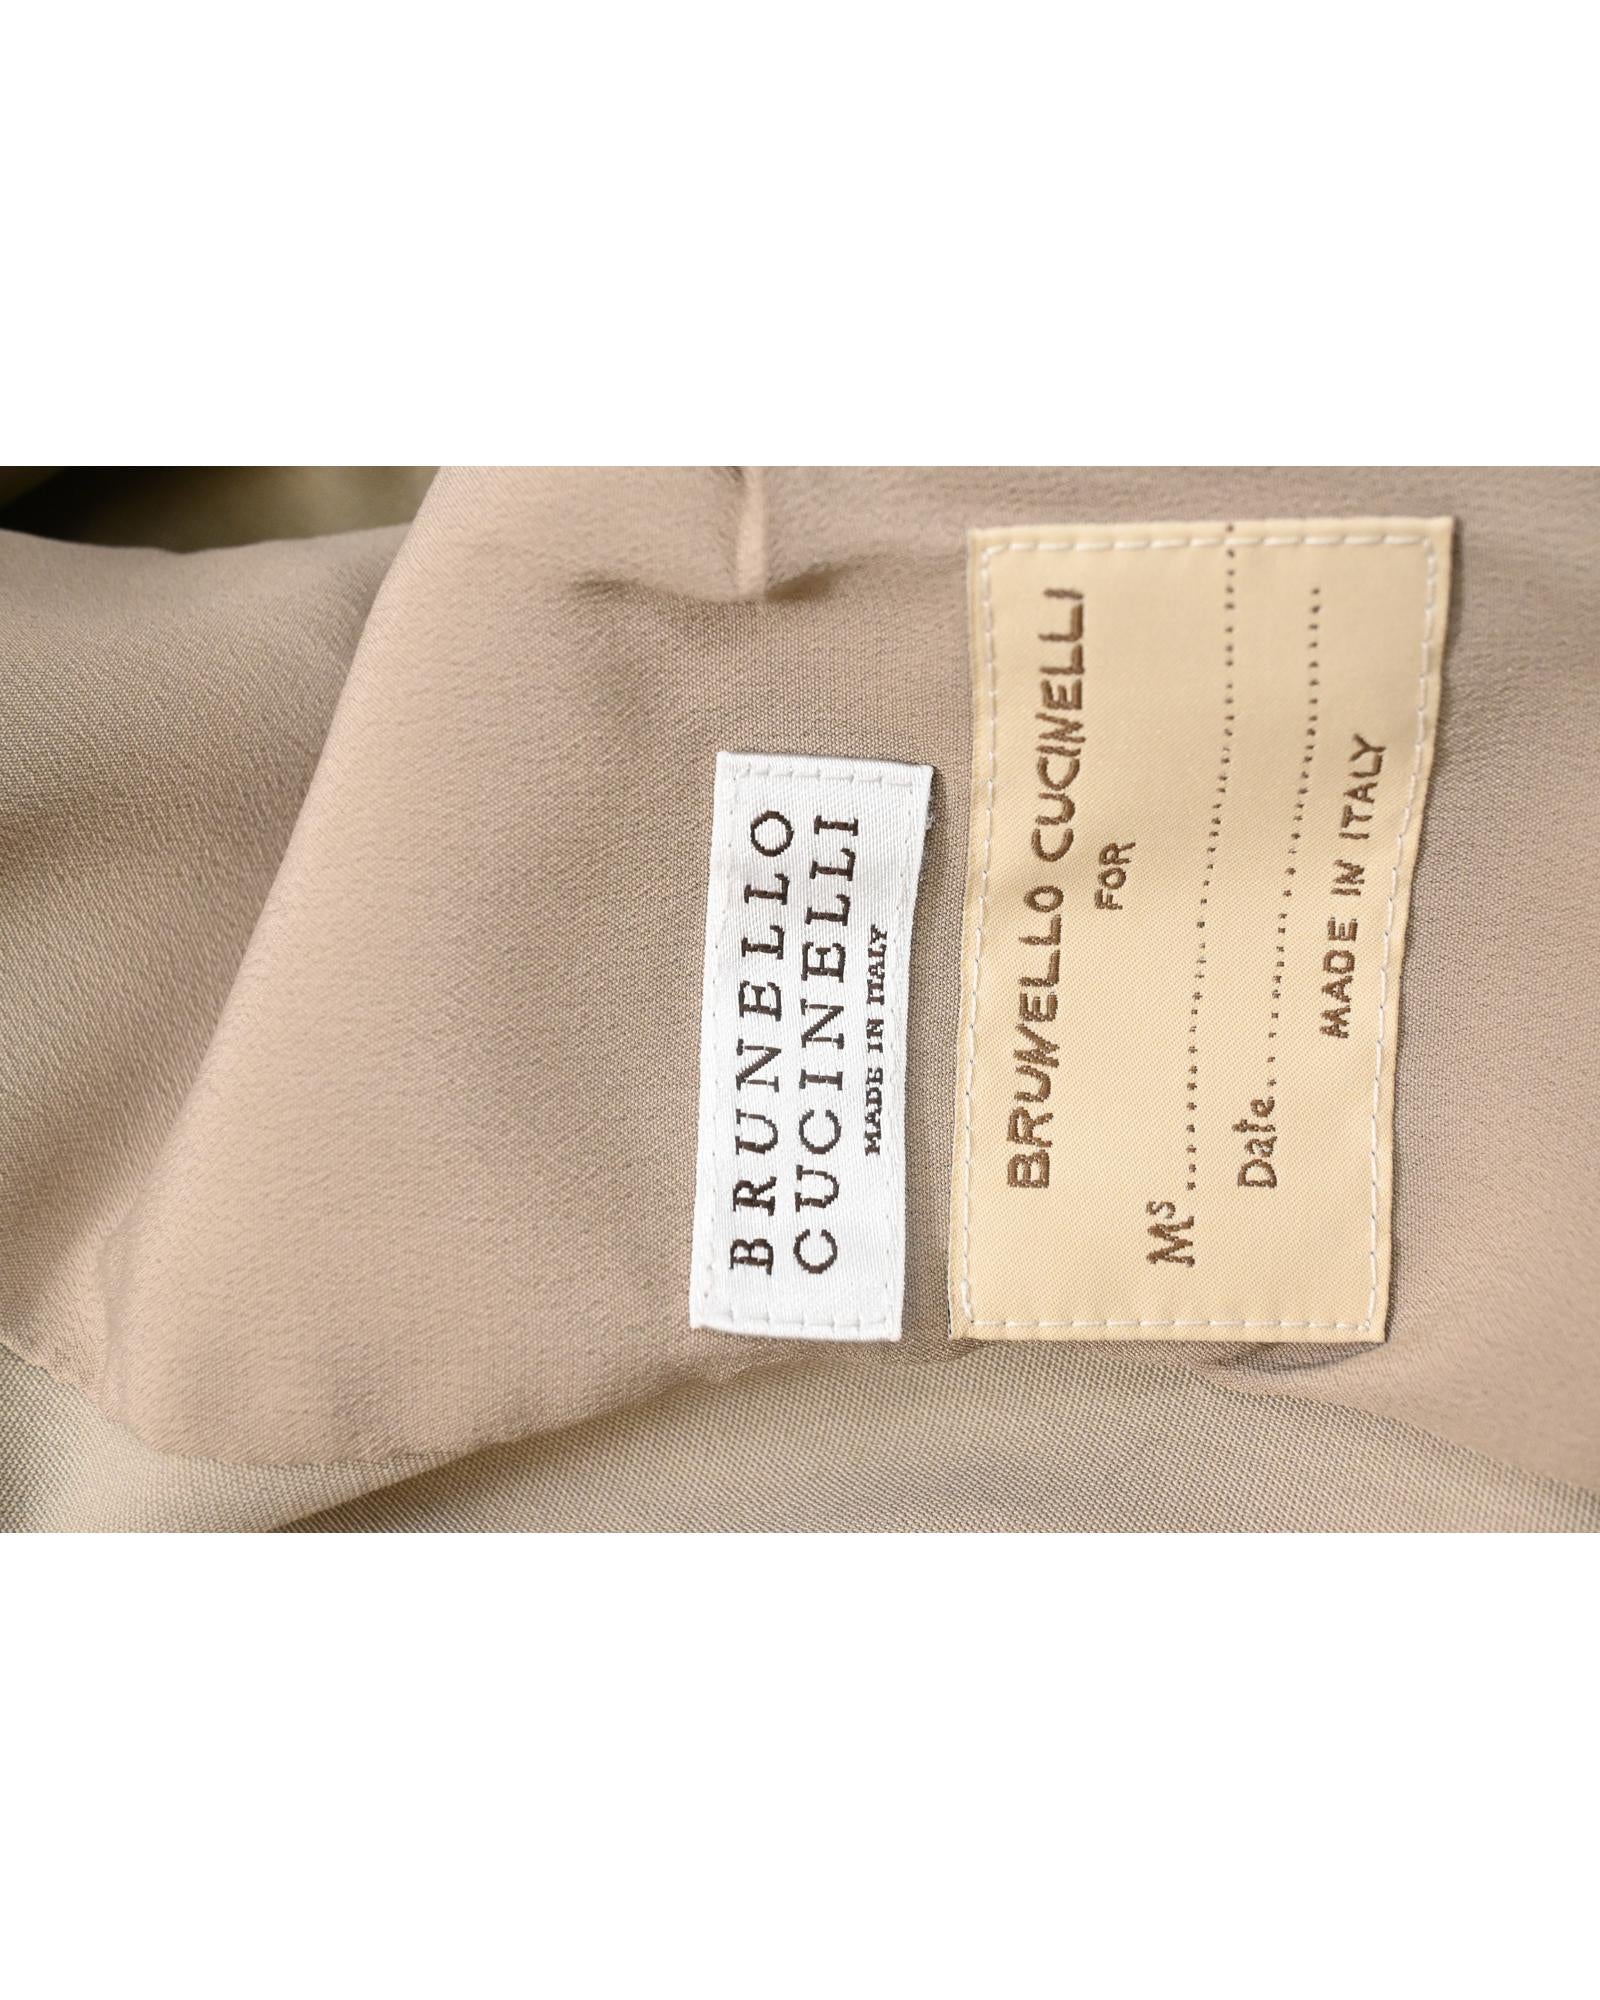 BRUNELLO
CUCINELLI
MADE IN ITALY
BRUNELLO CUCINELLI
FOR
Ms ..............................
Date ..............................
MADE IN ITALY